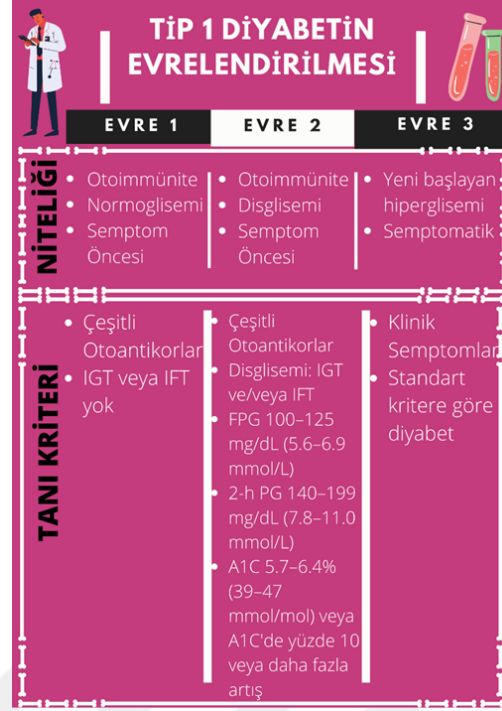 TİP 1 DİYABETİN
EVRELENDİRİLMESİ
EVRE 1
EVRE 2
EVRE 3
NİTELİĞİ
• Otoimmünite
• Normoglisemi
• Semptom
Öncesi
• Otoimmünite
• Disglisemi
• Semptom
Öncesi
• Yeni başlayan
hiperglisemi
• Semptomatik
TANI KRİTERİ
• Çeşitli
Otoantikorlar
• IGT veya IFT
yok
• Çeşitli
Otoantikorlar
• Disglisemi: IGT
ve/veya IFT
• FPG 100–125
mg/dL (5.6–6.9
mmol/L)
• 2-h PG 140–199
mg/dL (7.8–11.0
mmol/L)
• A1C 5.7–6.4%
(39–47
mmol/mol) veya
A1C'de yüzde 10
veya daha fazla
artış
• Klinik
Semptomlar
• Standart
kritere göre
diyabet